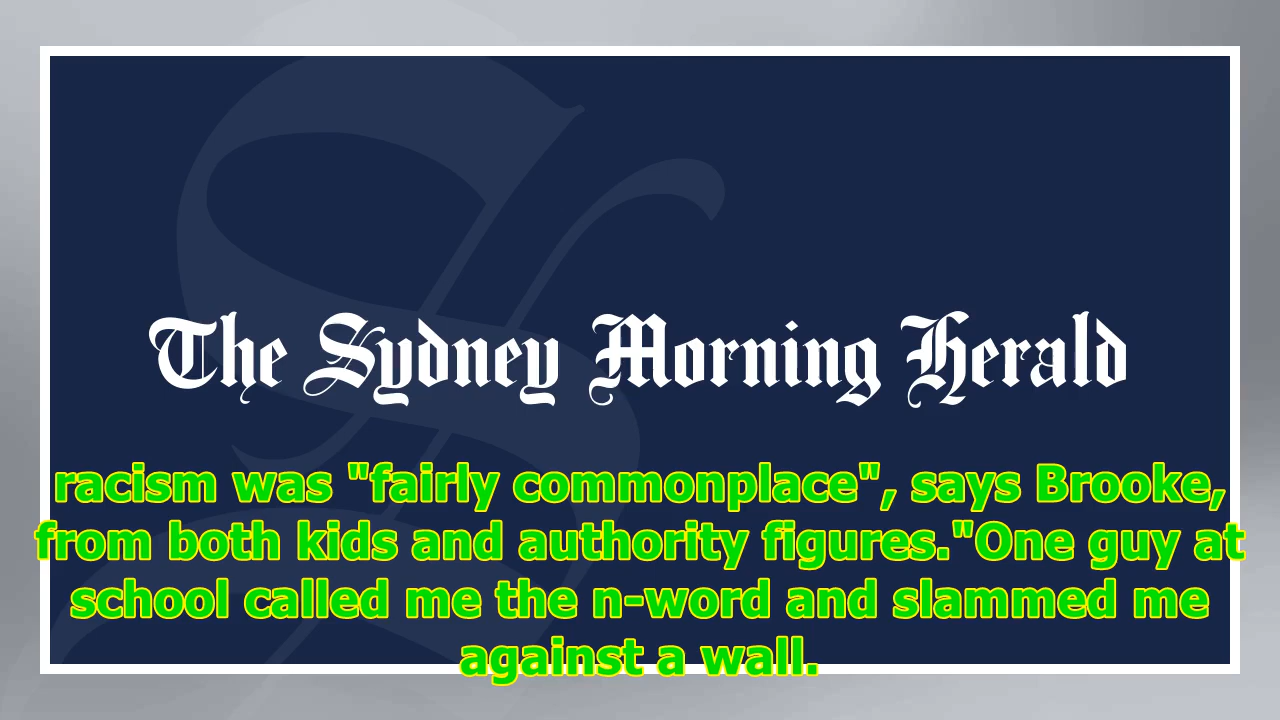 The Sydney Morning Herald
racism was "fairly commonplace", says Brooke,
from both kids and authority figures."One guy at
school called me the n-word and slammed me
against a wall.